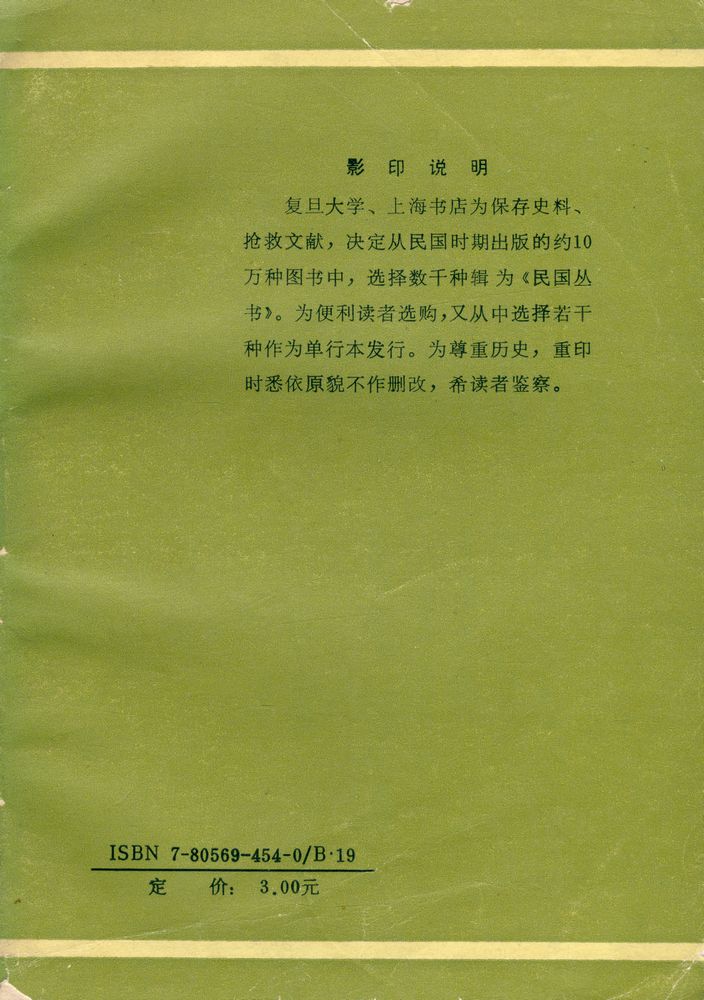 影印说明
复旦大学、上海书店为保存史料、
抢救文献，决定从民国时期出版的约10
万种图书中，选择数千种辑为《民国丛
书》。为便利读者选购，又从中选择若干
种作为单行本发行。为尊重历史，重印
时悉依原貌不作删改，希读者鉴察。
ISBN 7-80569-454-0/B·19
定 价： 3.00元